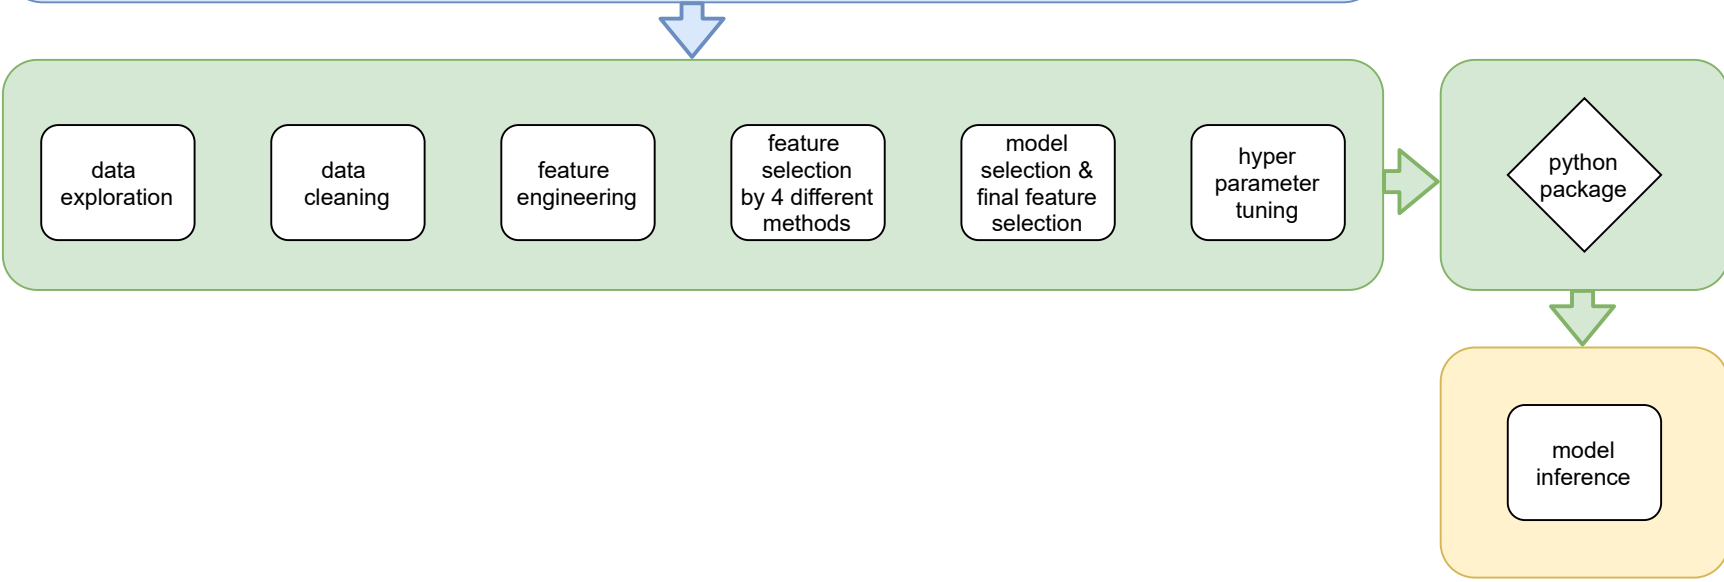 data
exploration
data
cleaning
feature
engineering
feature
selection
by 4 different
methods
model
selection &
final feature
selection
hyper
parameter
tuning
python
package
model
inference